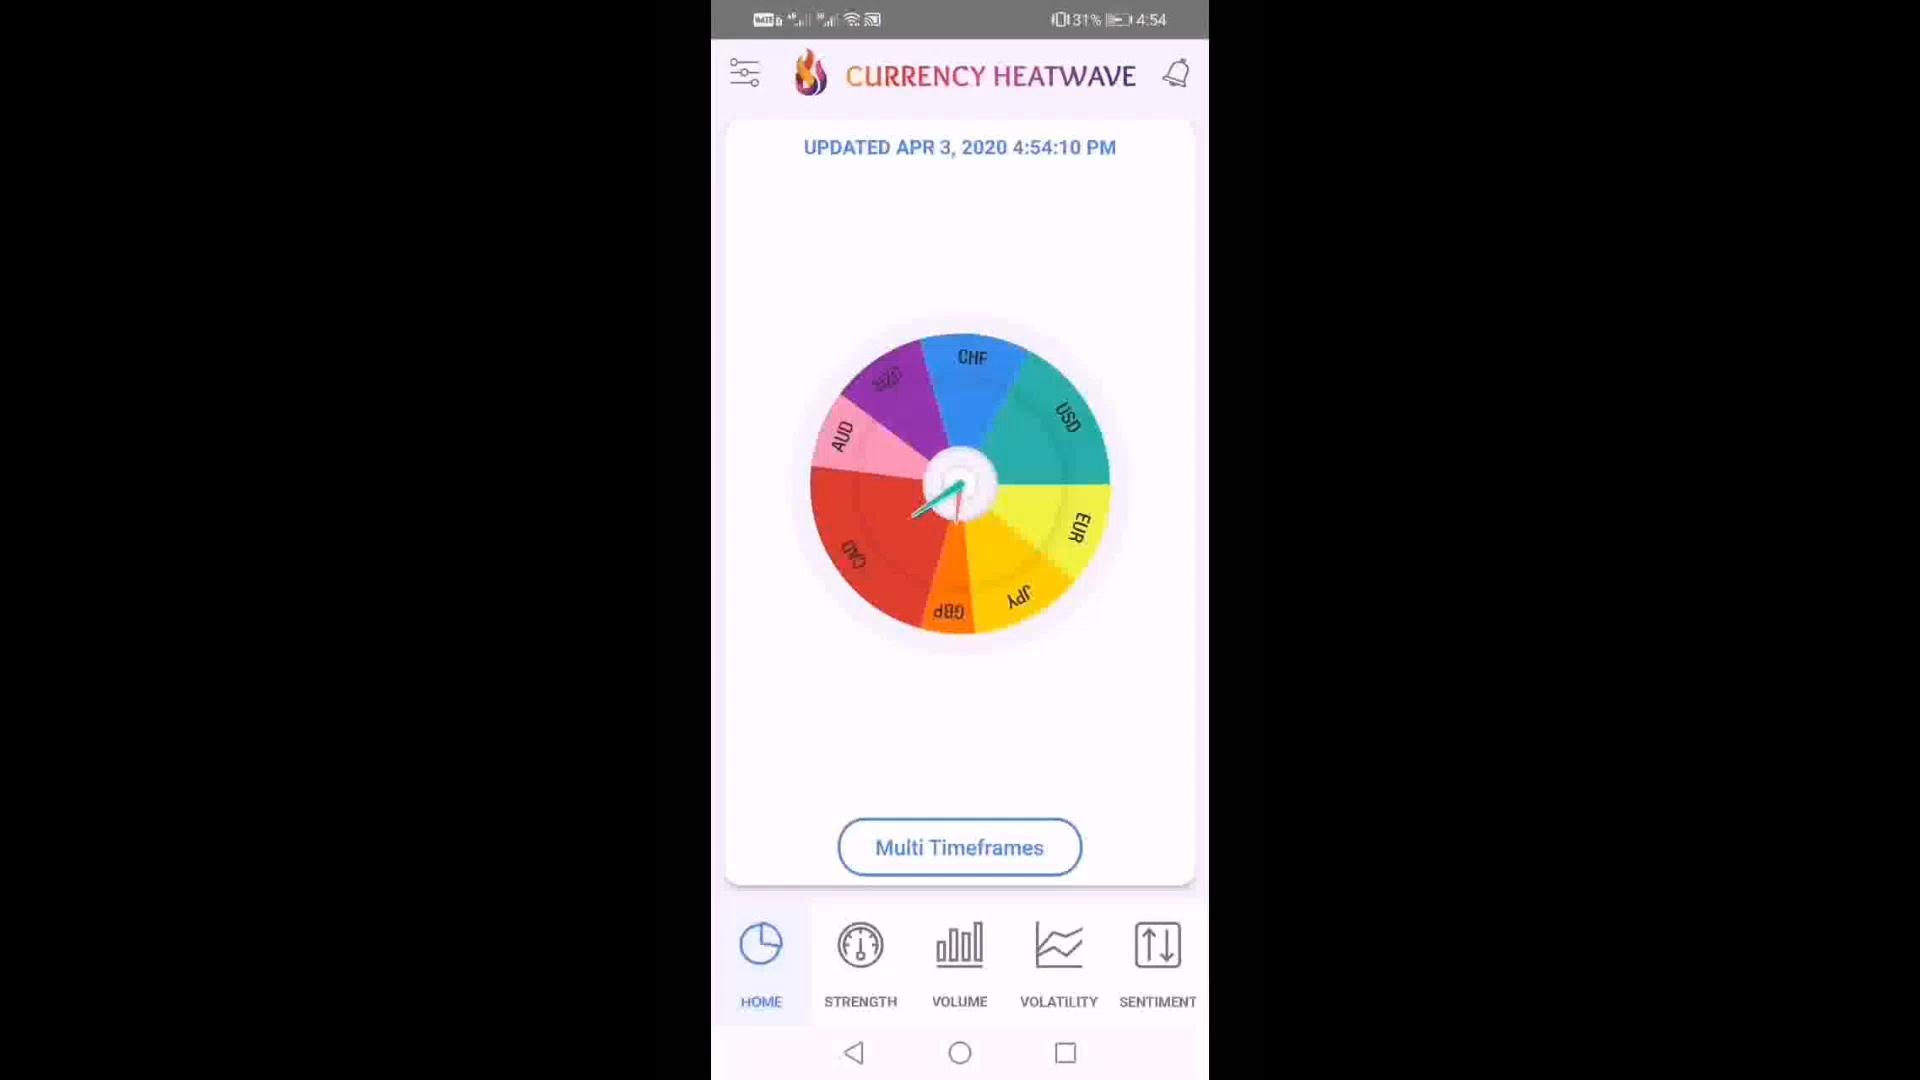 31% 4:54
CURRENCY HEATWAVE
UPDATED APR 3, 2020 4:54:10 PM
CHF
USD
EUR
JPY
GBP
CAD
AUD
NZD
Multi Timeframes
HOME STRENGTH VOLUME VOLATILITY SENTIMENT